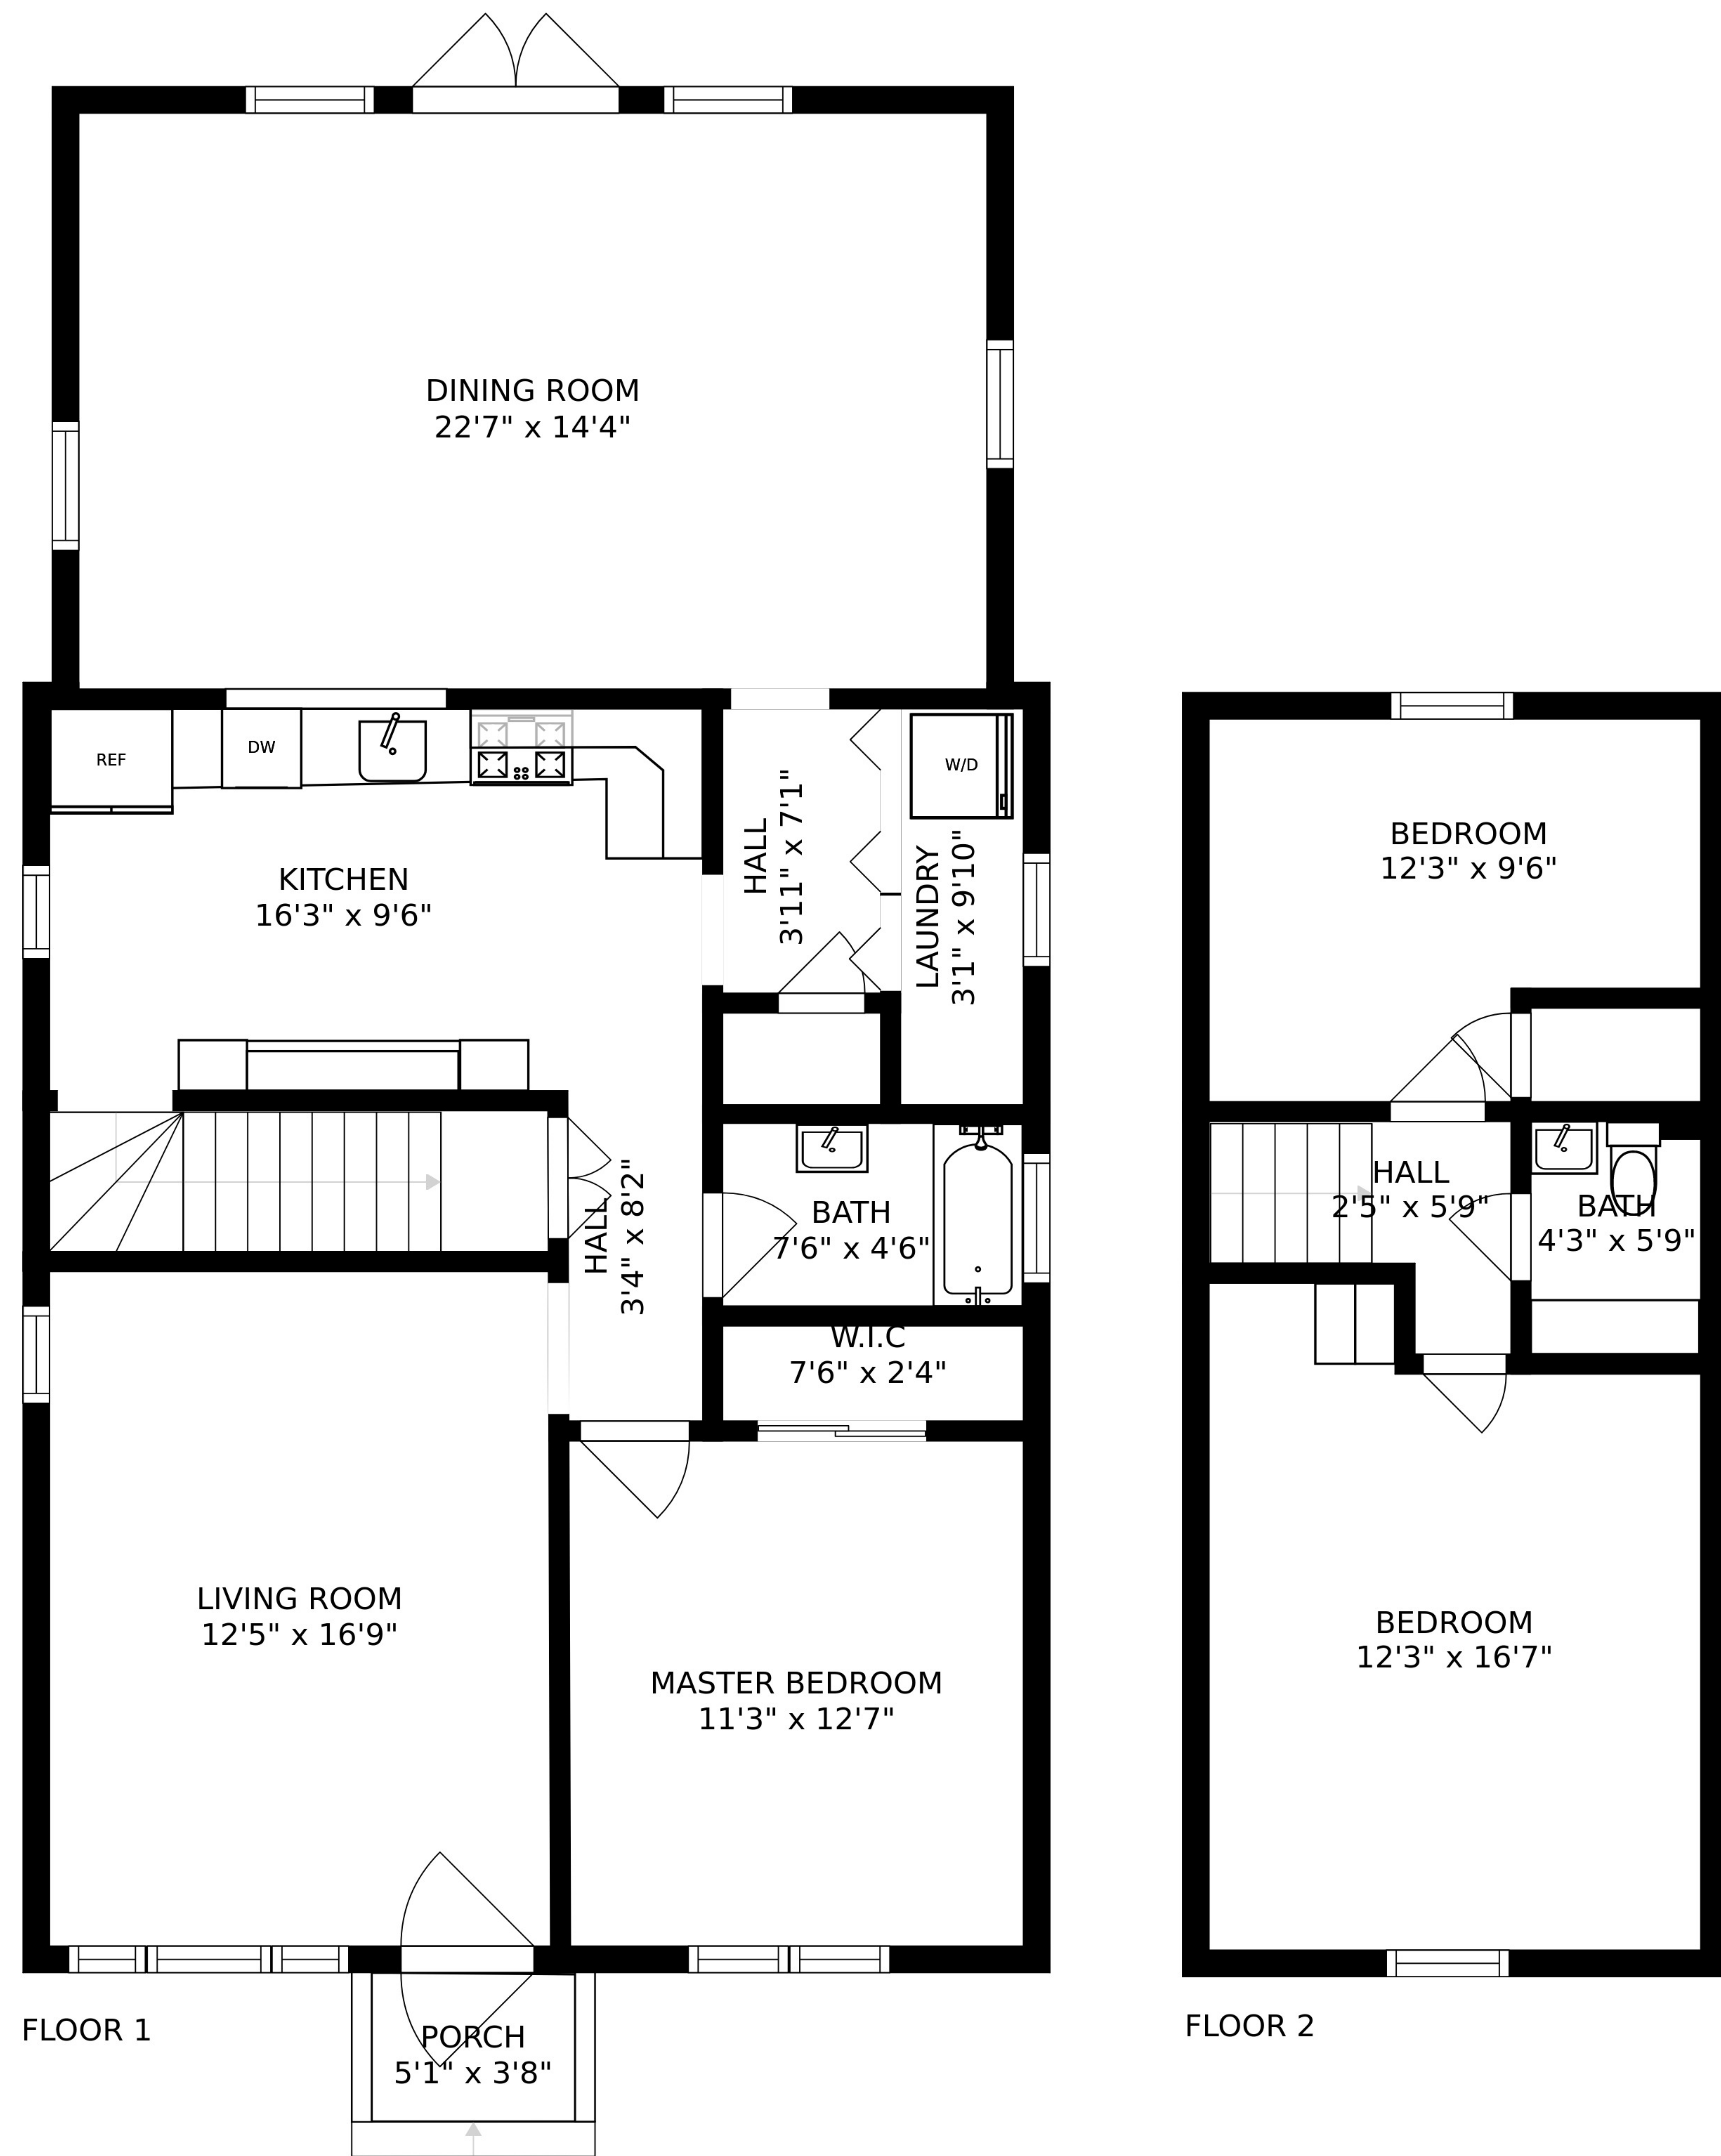 DINING ROOM
22'7" x 14'4"
REF
DW
W/D
KITCHEN
16'3" x 9'6"
HALL
3'11" x 7'1"
LAUNDRY
3'1" x 9'10"
HALL
3'4" x 8'2"
BATH
7'6" x 4'6"
W.I.C
7'6" x 2'4"
LIVING ROOM
12'5" x 16'9"
MASTER BEDROOM
11'3" x 12'7"
PORCH
5'1" x 3'8"
FLOOR 1
BEDROOM
12'3" x 9'6"
HALL
2'5" x 5'9"
BATH
4'3" x 5'9"
BEDROOM
12'3" x 16'7"
FLOOR 2